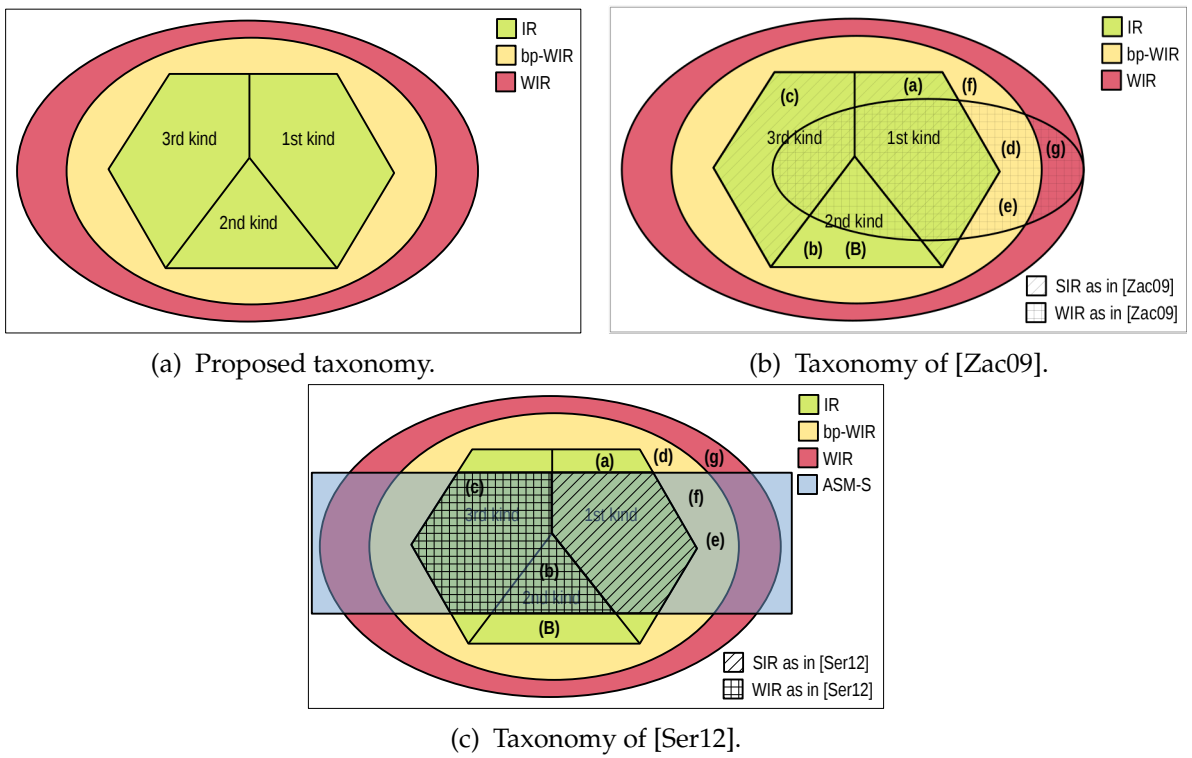 IR
bp-WIR
WIR
3rd kind
1st kind
2nd kind
(a) Proposed taxonomy.
IR
bp-WIR
WIR
(a)
(f)
(c)
3rd kind
1st kind
(d)
(g)
(e)
2nd kind
(b)
(B)
SIR as in [Zac09]
WIR as in [Zac09]
(b) Taxonomy of [Zac09].
IR
bp-WIR
WIR
ASM-S
(a)
(d)
(g)
(c)
(f)
3rd kind
1st kind
(e)
(b)
2nd kind
(B)
SIR as in [Ser12]
WIR as in [Ser12]
(c) Taxonomy of [Ser12].